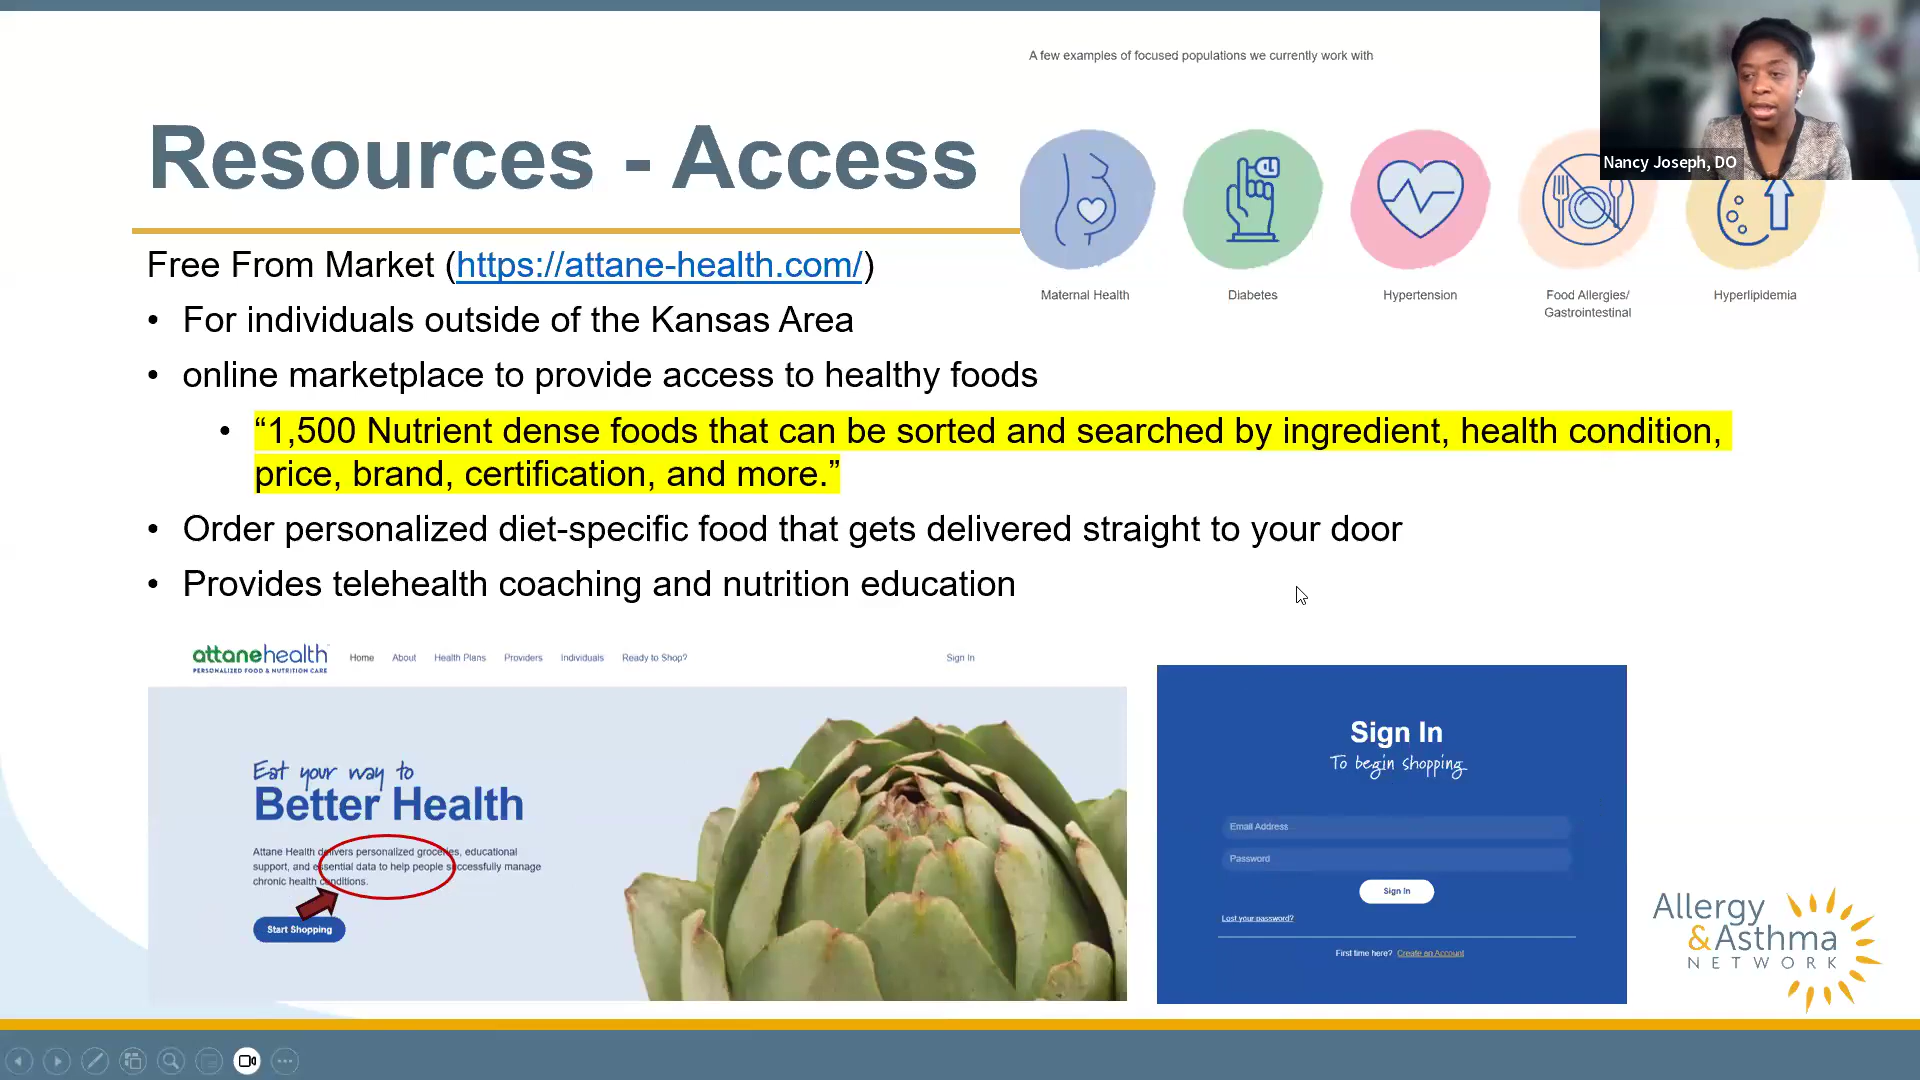 A few examples of focused populations we currently work with
Nancy Joseph, DO
Resources - Access
Maternal Health
Diabetes
Hypertension
Food Allergies/
Gastrointestinal
Hyperlipidemia
Free From Market (https://attane-health.com/)
• For individuals outside of the Kansas Area
• online marketplace to provide access to healthy foods
• “1,500 Nutrient dense foods that can be sorted and searched by ingredient, health condition,
price, brand, certification, and more.”
• Order personalized diet-specific food that gets delivered straight to your door
• Provides telehealth coaching and nutrition education
attanehealth
PERSONALIZED FOOD & NUTRITION CARE
Home About Health Plans Providers Individuals Ready to Shop? Sign In
Eat your way to
Better Health
Attane Health delivers personalized groceries, educational
support, and essential data to help people successfully manage
chronic health conditions.
Start Shopping
Sign In
To begin shopping
Email Address
Password
Sign In
Lost your password?
First time here? Create an Account
Allergy
&Asthma
NETWORK